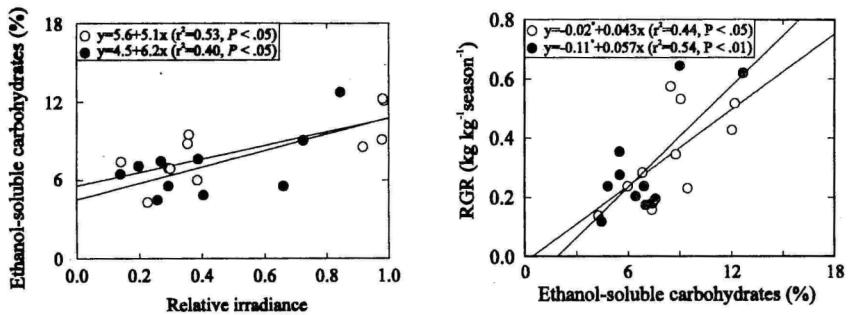 y=5.6+5.1x (r²=0.53, P < .05)
y=4.5+6.2x (r²=0.40, P < .05)
Ethanol-soluble carbohydrates (%)
18
12
6
0
0.0 0.2 0.4 0.6 0.8 1.0
Relative irradiance
y=-0.02*+0.043x (r²=0.44, P < .05)
y=-0.11*+0.057x (r²=0.54, P < .01)
RGR (kg kg⁻¹season⁻¹)
0.8
0.6
0.4
0.2
0.0
6 12 18
Ethanol-soluble carbohydrates (%)